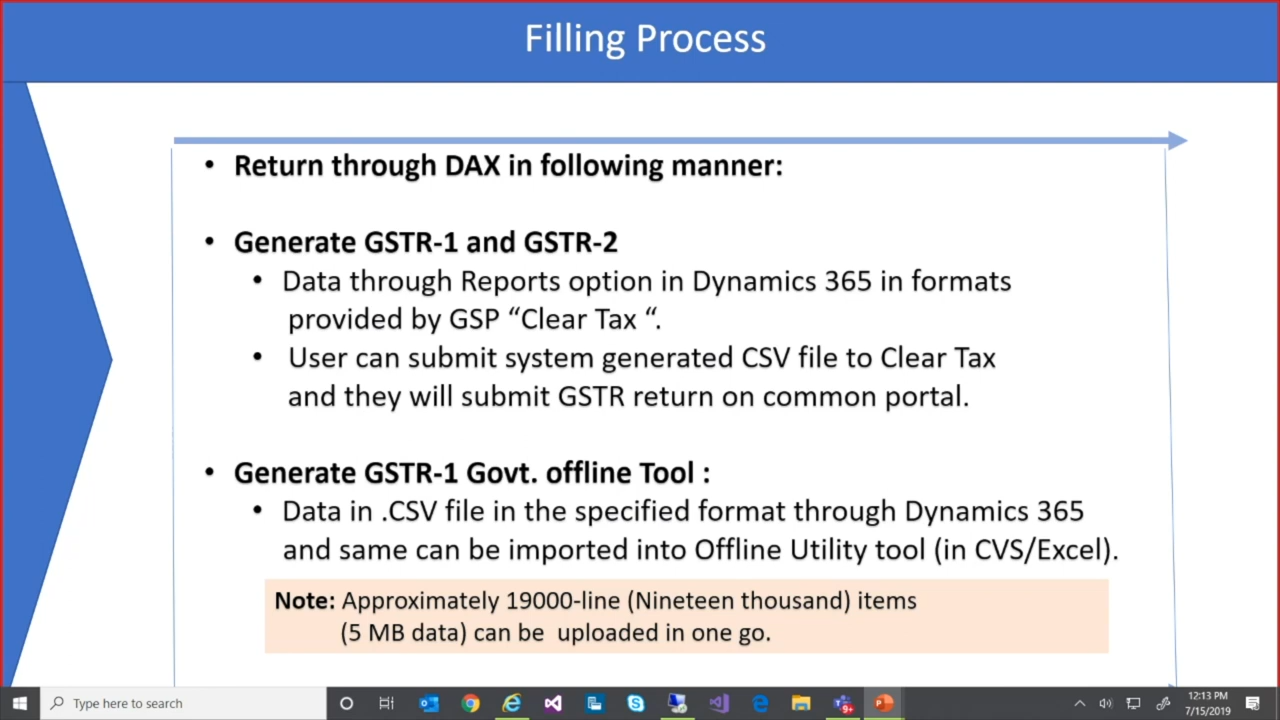 Filling Process
• Return through DAX in following manner:
• Generate GSTR-1 and GSTR-2
• Data through Reports option in Dynamics 365 in formats
provided by GSP “Clear Tax “.
• User can submit system generated CSV file to Clear Tax
and they will submit GSTR return on common portal.
• Generate GSTR-1 Govt. offline Tool :
• Data in .CSV file in the specified format through Dynamics 365
and same can be imported into Offline Utility tool (in CVS/Excel).
Note: Approximately 19000-line (Nineteen thousand) items
(5 MB data) can be uploaded in one go.
Type here to search
9+
12:13 PM
7/15/2019